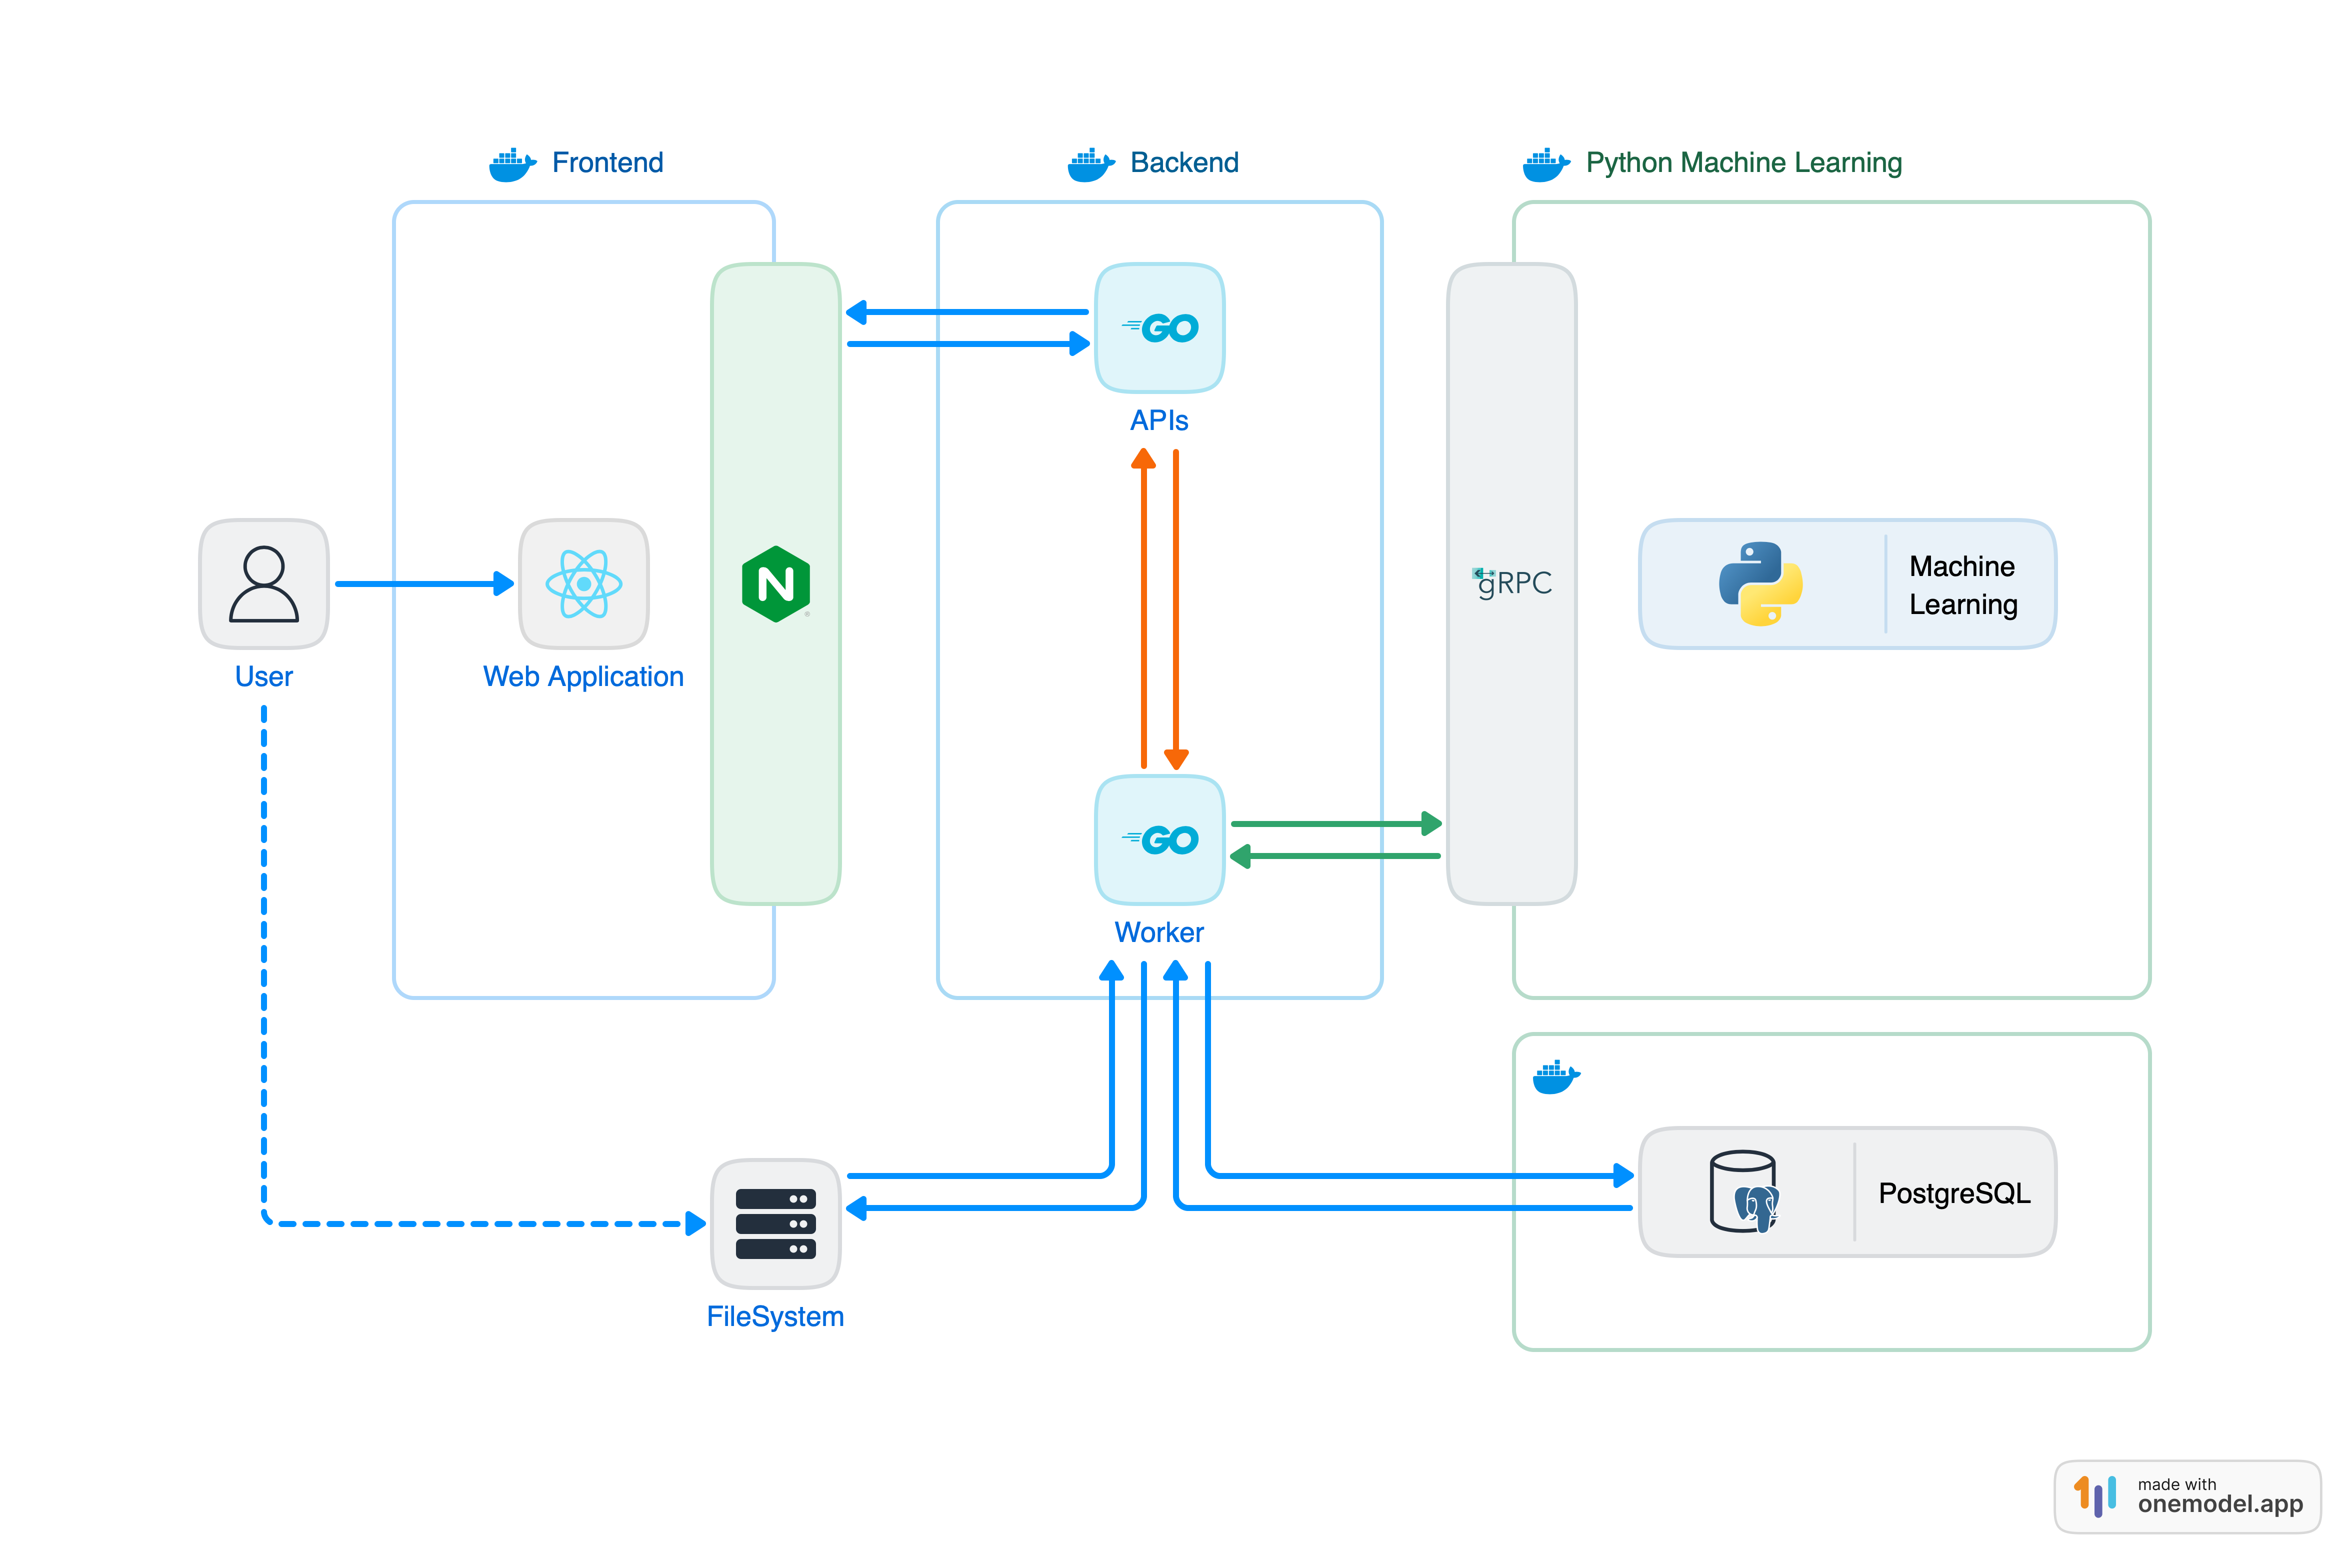 Frontend
Backend
Python Machine Learning
GO
APIs
User
Web Application
N
gRPC
Machine
Learning
GO
Worker
FileSystem
PostgreSQL
made with
onemodel.app